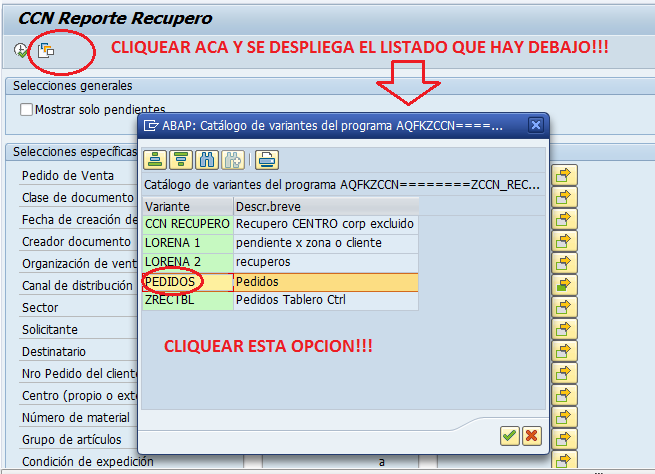 CCN Reporte Recupero
CLIQUEAR ACA Y SE DESPLIEGA EL LISTADO QUE HAY DEBAJO!!!
Selecciones generales
Mostrar solo pendientes
Selecciones específicas
Pedido de Venta
Clase de documento
Fecha de creación de
Creador documento
Organización de vent
Canal de distribución
Sector
Solicitante
Destinatario
Nro Pedido del client
Centro (propio o exte
Número de material
Grupo de artículos
Condición de expedición
a
ABAP: Catálogo de variantes del programa AQFKZCCN====...
Catálogo de variantes del programa AQFKZCCN========ZCCN_REC...
Variante Descr.breve
CCN RECUPERO Recupero CENTRO corp excluido
LORENA 1 pendiente x zona o cliente
LORENA 2 recuperos
PEDIDOS Pedidos
ZRECTBL Pedidos Tablero Ctrl
CLIQUEAR ESTA OPCION!!!